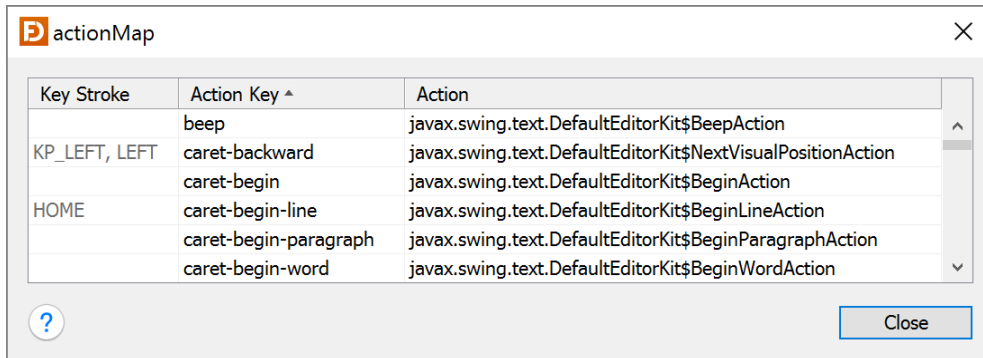 actionMap
Key Stroke Action Key Action
beep javax.swing.text.DefaultEditorKit$BeepAction
KP_LEFT, LEFT caret-backward javax.swing.text.DefaultEditorKit$NextVisualPositionAction
caret-begin javax.swing.text.DefaultEditorKit$BeginAction
HOME caret-begin-line javax.swing.text.DefaultEditorKit$BeginLineAction
caret-begin-paragraph javax.swing.text.DefaultEditorKit$BeginParagraphAction
caret-begin-word javax.swing.text.DefaultEditorKit$BeginWordAction
? Close